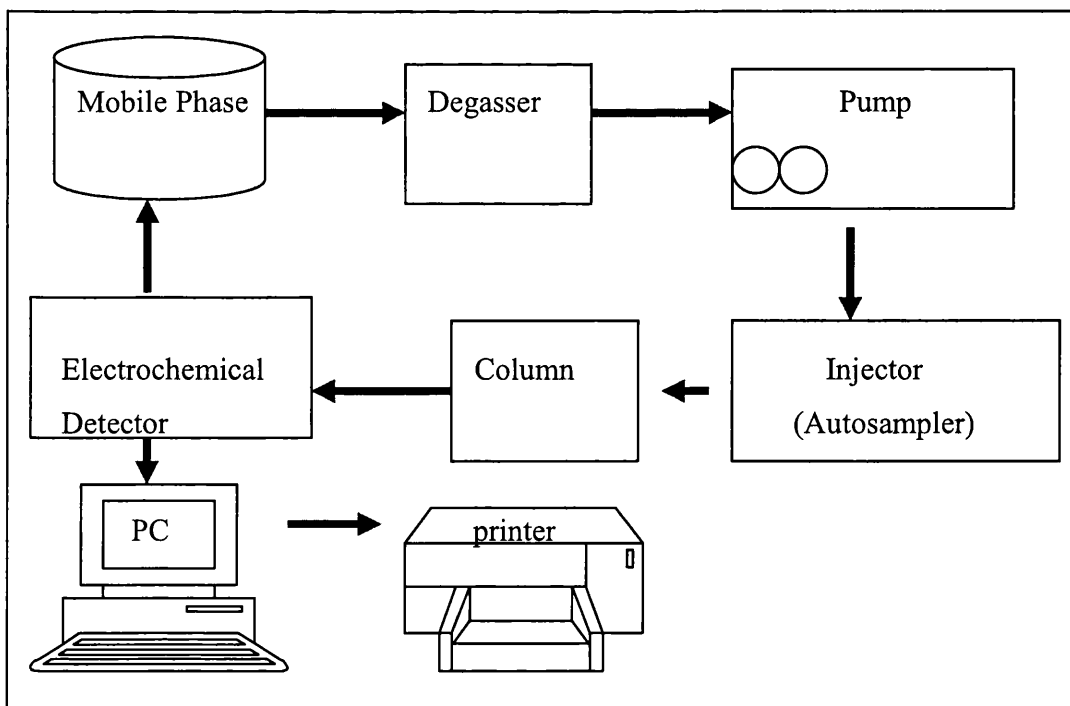 Mobile Phase
Degasser
Pump
Electrochemical
Detector
Column
Injector
(Autosampler)
PC
printer